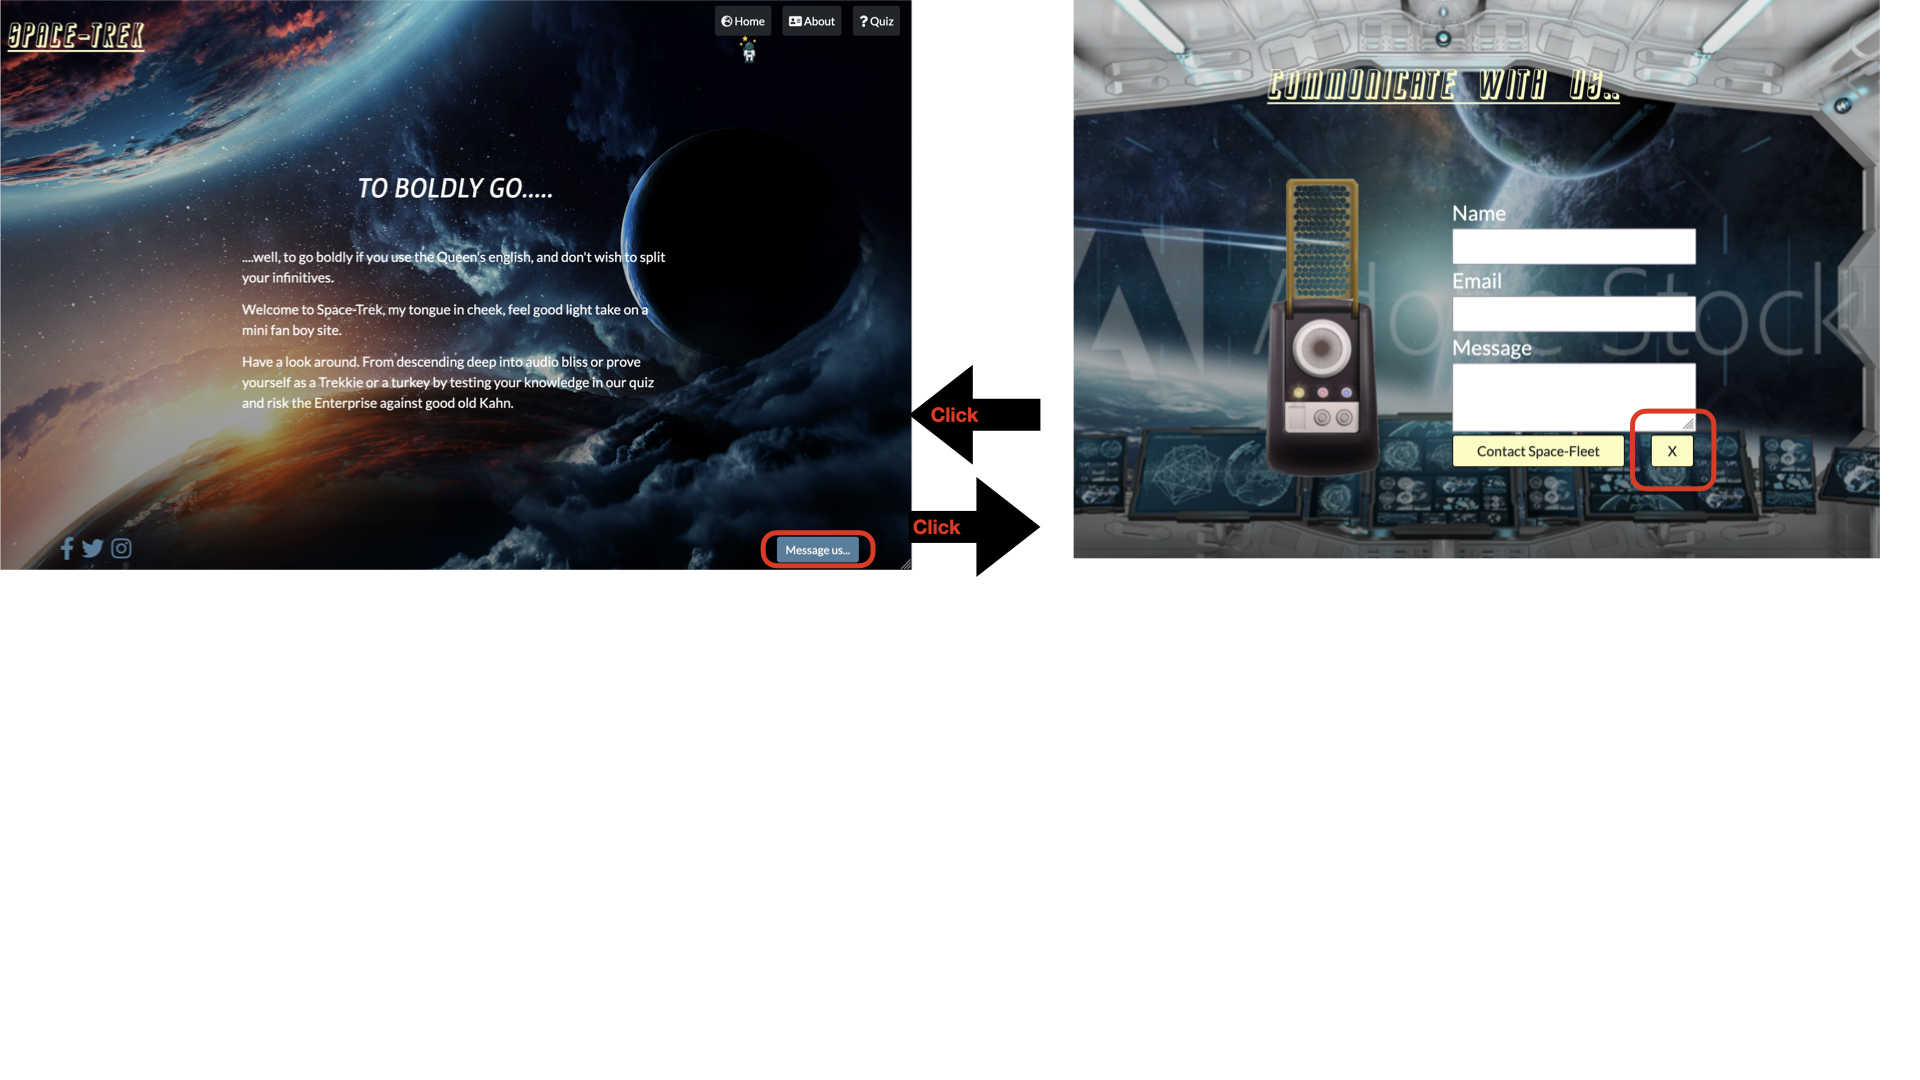 SPACE-TREK
Home
About
? Quiz
TO BOLDLY GO.....
....well, to go boldly if you use the Queen's english, and don't wish to split
your infinitives.
Welcome to Space-Trek, my tongue in cheek, feel good light take on a
mini fan boy site.
Have a look around. From descending deep into audio bliss or prove
yourself as a Trekkie or a turkey by testing your knowledge in our quiz
and risk the Enterprise against good old Kahn.
Message us...
Click
Click
COMMUNICATE WITH US..
Name
Email
Message
Contact Space-Fleet
X
Adobe Stock